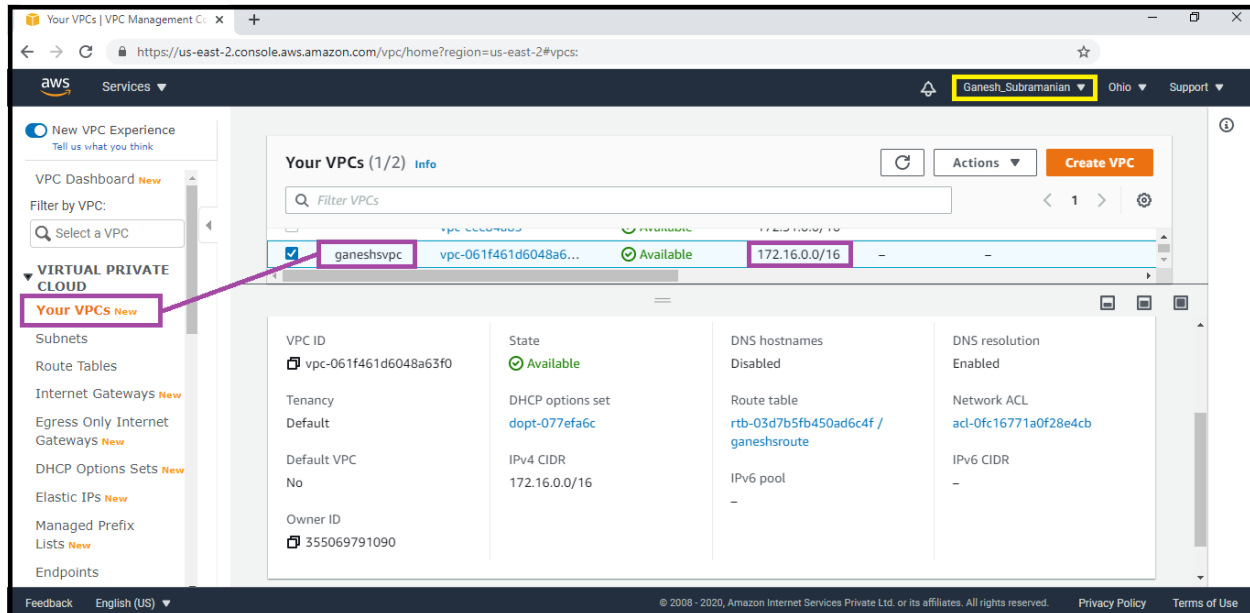 Your VPCs | VPC Management Co
https://us-east-2.console.aws.amazon.com/vpc/home?region=us-east-2#vpcs:
aws Services Ganesh_Subramanian Ohio Support
New VPC Experience
Tell us what you think
VPC Dashboard New
Filter by VPC:
Select a VPC
VIRTUAL PRIVATE
CLOUD
Your VPCs New
Subnets
Route Tables
Internet Gateways New
Egress Only Internet
Gateways New
DHCP Options Sets New
Elastic IPs New
Managed Prefix
Lists New
Endpoints
Your VPCs (1/2) Info Actions Create VPC
Filter VPCs 1
Available
ganeshsvpc vpc-061f461d6048a6... Available 172.16.0.0/16 – –
VPC ID State DNS hostnames DNS resolution
vpc-061f461d6048a63f0 Available Disabled Enabled
Tenancy DHCP options set Route table Network ACL
Default dopt-077efa6c rtb-03d7b5fb450ad6c4f / acl-0fc16771a0f28e4cb
ganeshsroute
Default VPC IPv4 CIDR IPv6 pool IPv6 CIDR
No 172.16.0.0/16 – –
Owner ID
355069791090
Feedback English (US) © 2008 - 2020, Amazon Internet Services Private Ltd. or its affiliates. All rights reserved. Privacy Policy Terms of Use